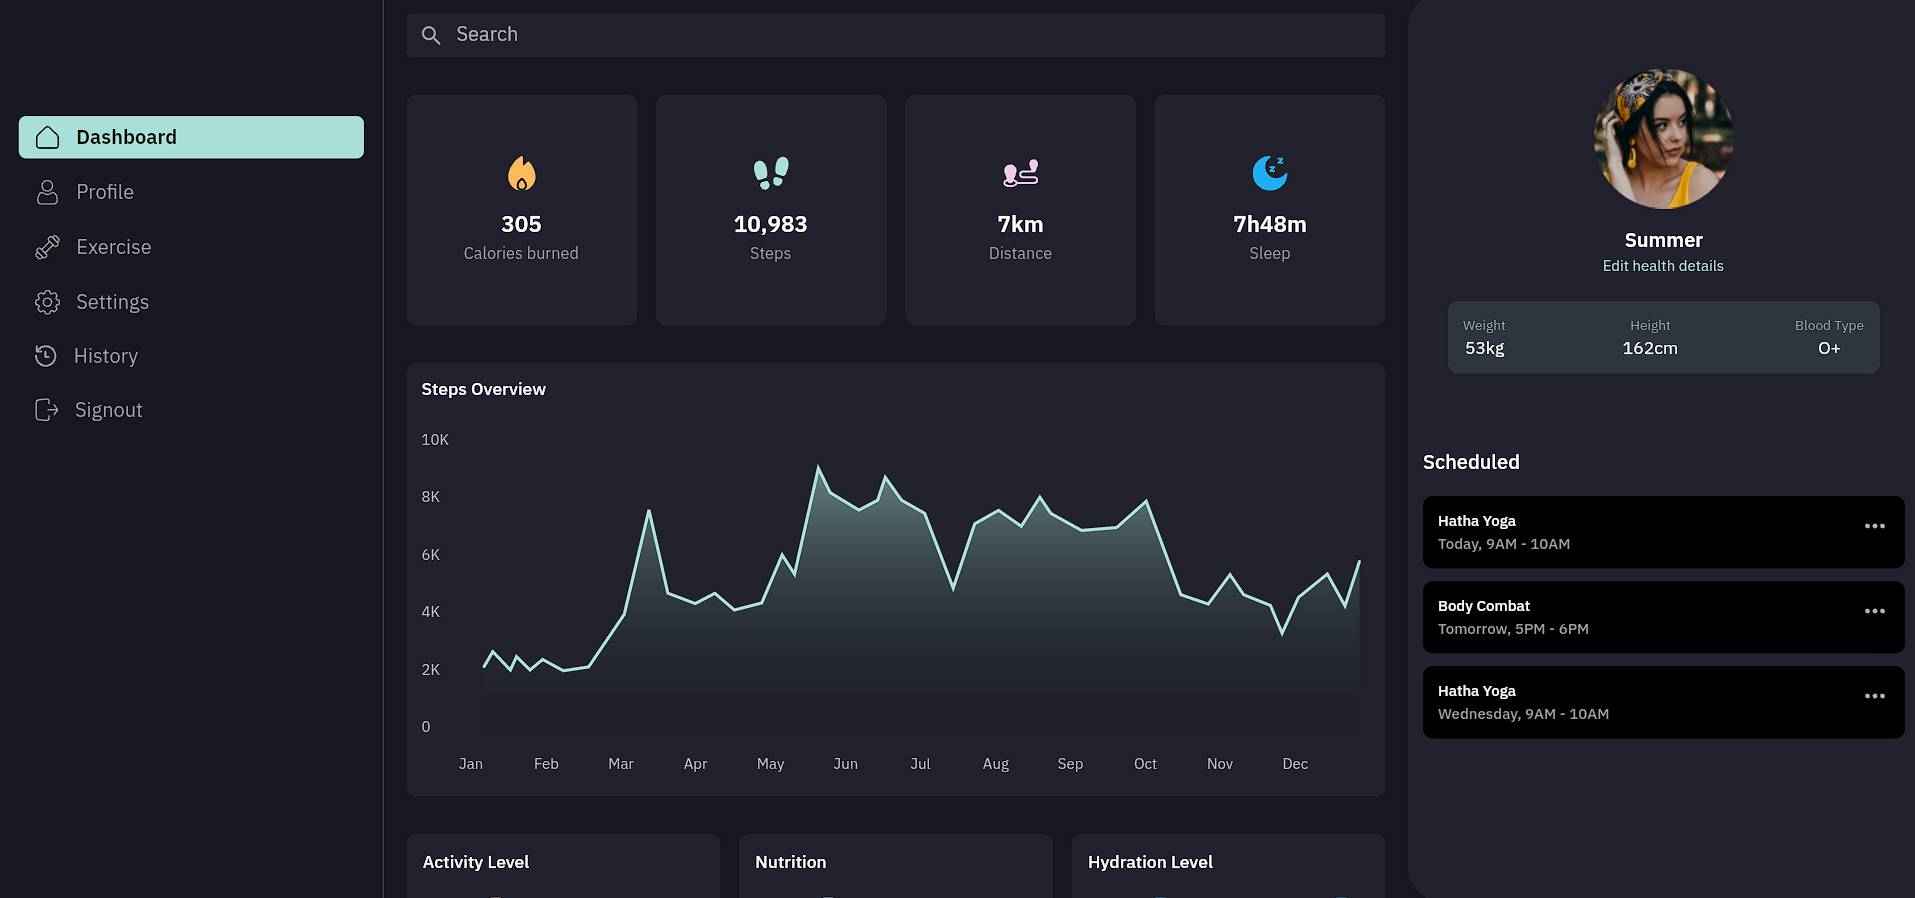 Dashboard
Profile
Exercise
Settings
History
Signout
Search
305
Calories burned
10,983
Steps
7km
Distance
7h48m
Sleep
Steps Overview
10K
8K
6K
4K
2K
0
Jan Feb Mar Apr May Jun Jul Aug Sep Oct Nov Dec
Activity Level
Nutrition
Hydration Level
Summer
Edit health details
Weight Height Blood Type
53kg 162cm O+
Scheduled
Hatha Yoga
Today, 9AM - 10AM
Body Combat
Tomorrow, 5PM - 6PM
Hatha Yoga
Wednesday, 9AM - 10AM